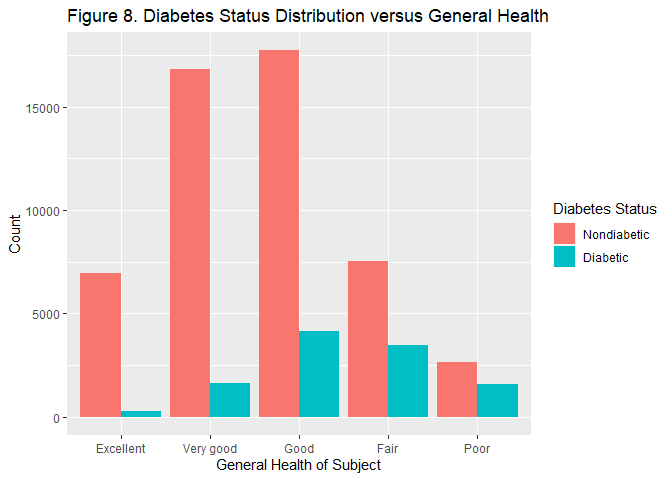 Figure 8. Diabetes Status Distribution versus General Health
15000
10000
5000
0
Count
Excellent
Very good
Good
Fair
Poor
General Health of Subject
Diabetes Status
Nondiabetic
Diabetic